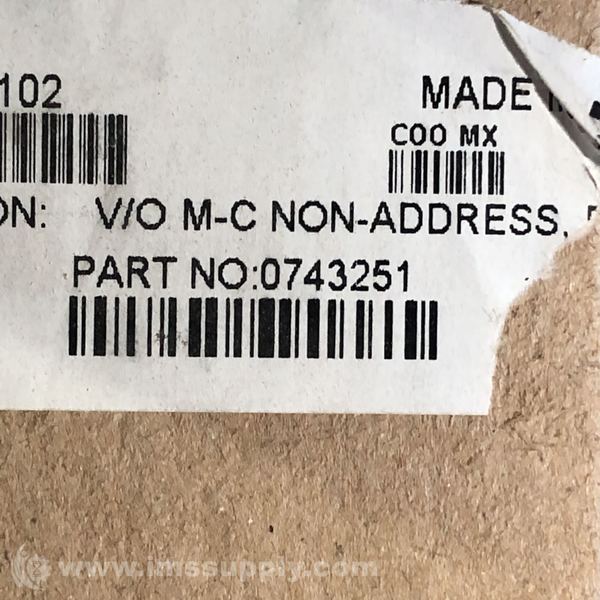 102
MADE
COO MX
ON: V/O M-C NON-ADDRESS,
PART NO:0743251
www.imssupply.com